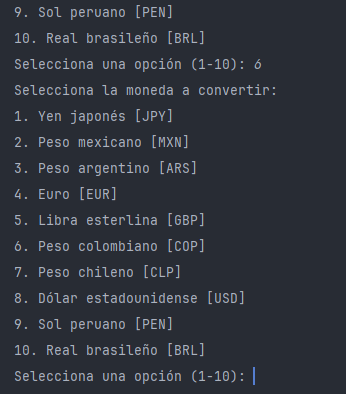 9. Sol peruano [PEN]
10. Real brasileño [BRL]
Selecciona una opción (1-10): 6
Selecciona la moneda a convertir:
1. Yen japonés [JPY]
2. Peso mexicano [MXN]
3. Peso argentino [ARS]
4. Euro [EUR]
5. Libra esterlina [GBP]
6. Peso colombiano [COP]
7. Peso chileno [CLP]
8. Dólar estadounidense [USD]
9. Sol peruano [PEN]
10. Real brasileño [BRL]
Selecciona una opción (1-10):